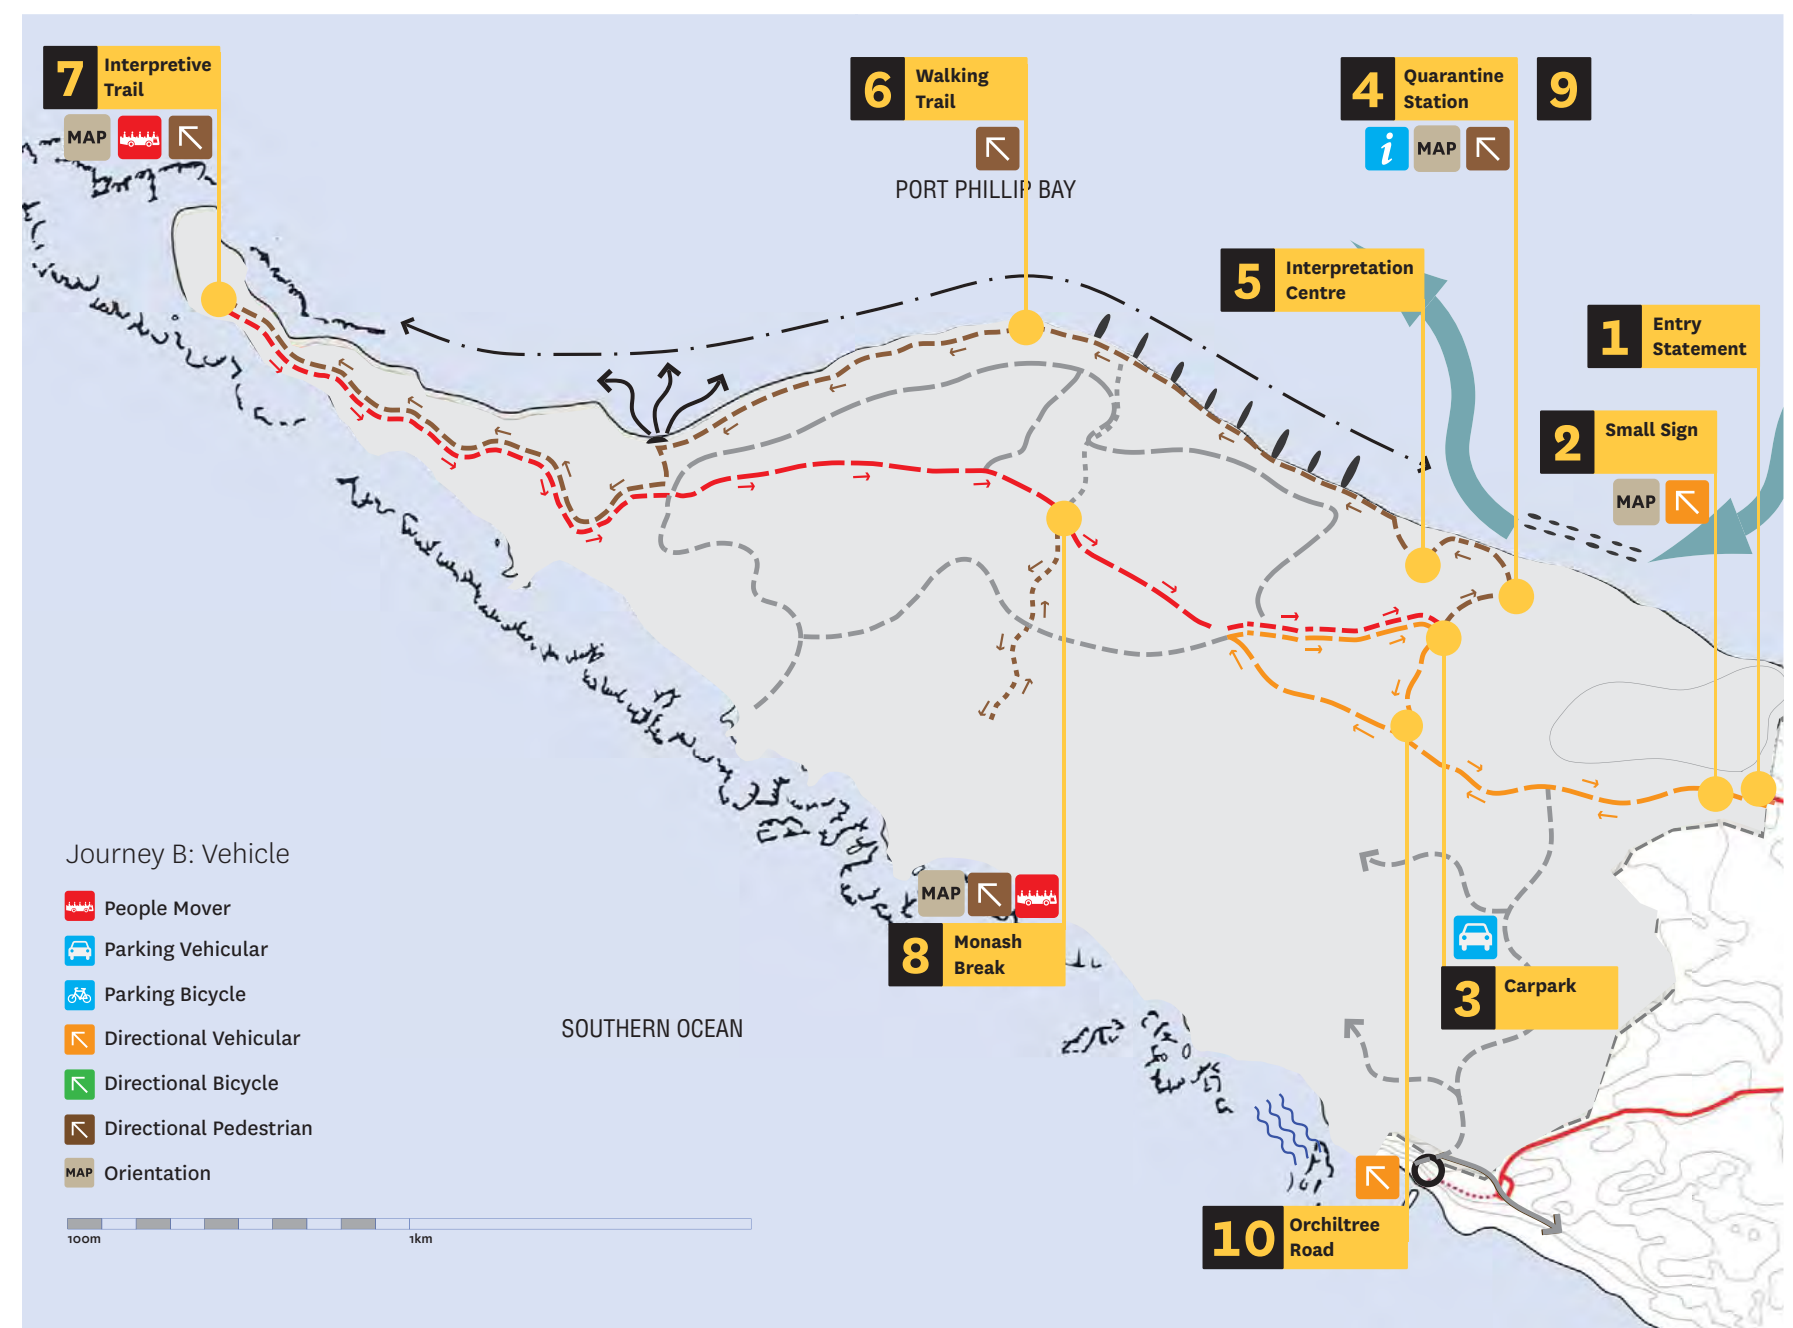 7
Interpretive
Trail
MAP
6
Walking
Trail
4
Quarantine
Station
9
i
MAP
PORT PHILLIP BAY
5
Interpretation
Centre
1
Entry
Statement
2
Small Sign
MAP
MAP
8
Monash
Break
3
Carpark
SOUTHERN OCEAN
10
Orchiltree
Road
Journey B: Vehicle
People Mover
Parking Vehicular
Parking Bicycle
Directional Vehicular
Directional Bicycle
Directional Pedestrian
MAP Orientation
100m
1km